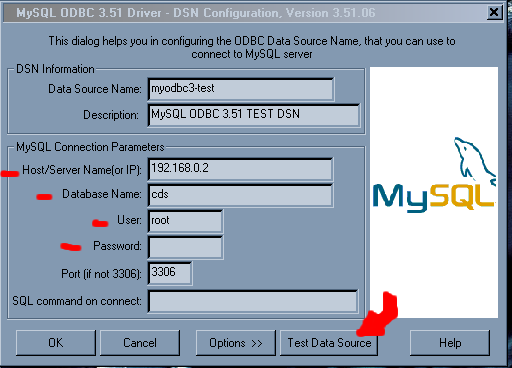 MySQL ODBC 3.51 Driver - DSN Configuration, Version 3.51.06
This dialog helps you in configuring the ODBC Data Source Name, that you can use to
connect to MySQL server
DSN Information
Data Source Name: myodbc3-test
Description: MySQL ODBC 3.51 TEST DSN
MySQL Connection Parameters
Host/Server Name(or IP): 192.168.0.2
Database Name: cds
User: root
Password:
Port (if not 3306): 3306
SQL command on connect:
MySQL
OK Cancel Options >> Test Data Source Help